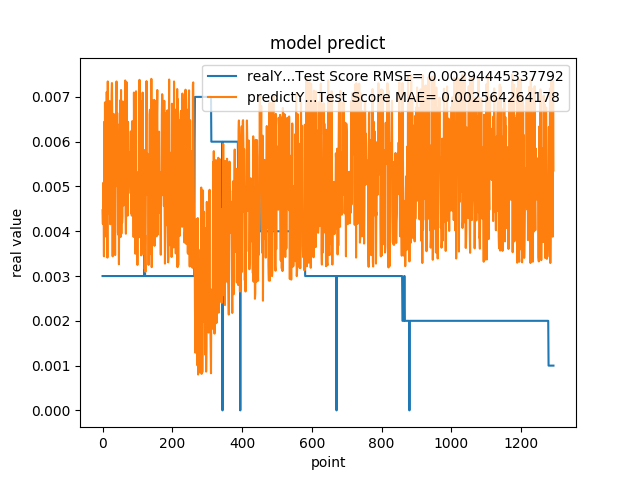 model predict
realY...Test Score RMSE= 0.00294445337792
predictY...Test Score MAE= 0.002564264178
0.007
0.006
0.005
0.004
0.003
0.002
0.001
0.000
real value
0 200 400 600 800 1000 1200
point